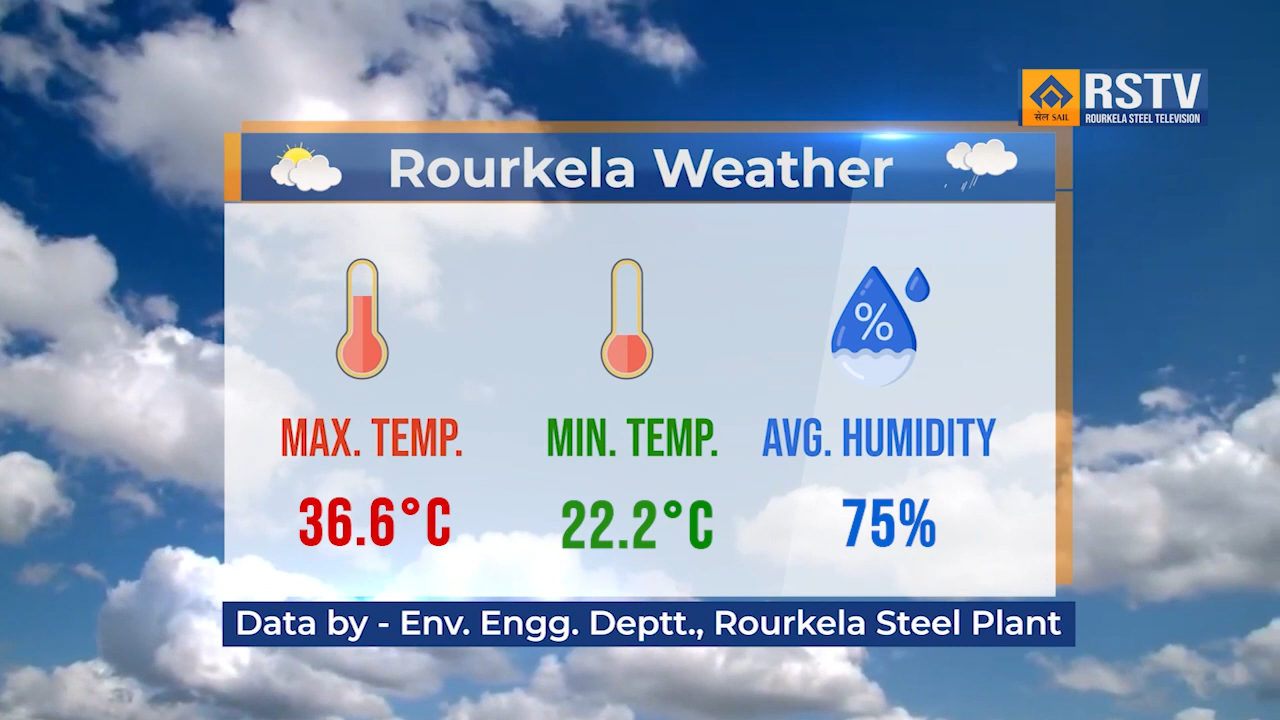 सेल SAIL
RSTV
ROURKELA STEEL TELEVISION
Rourkela Weather
%
MAX. TEMP.
MIN. TEMP.
AVG. HUMIDITY
36.6°C
22.2°C
75%
Data by - Env. Engg. Deptt., Rourkela Steel Plant